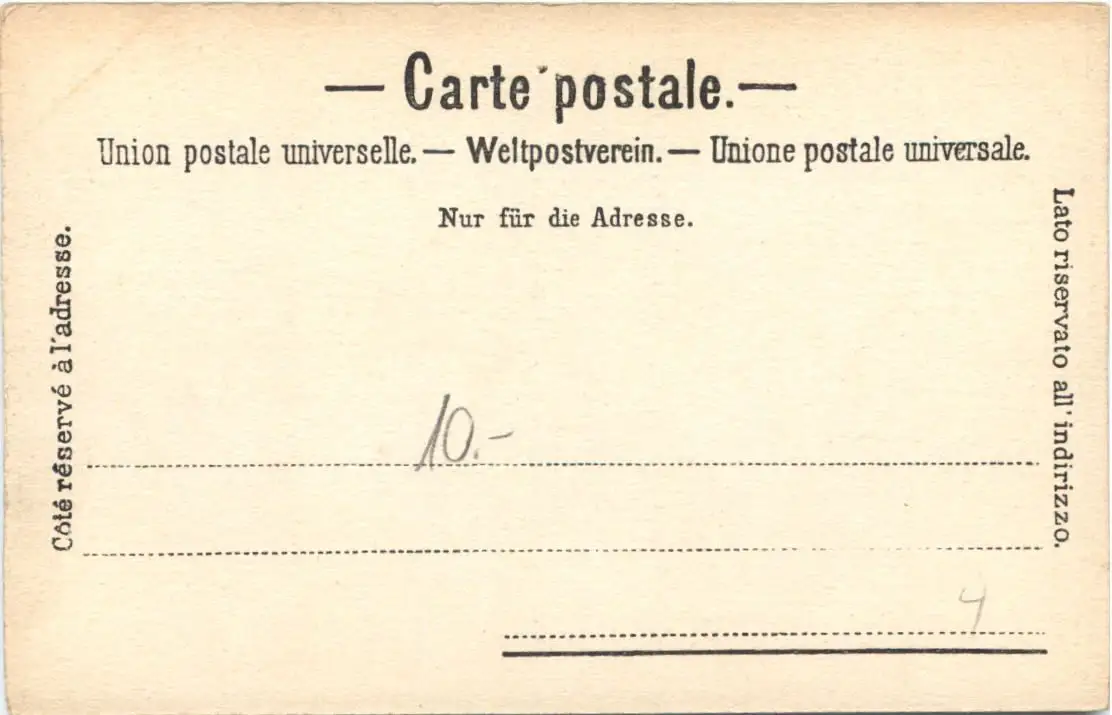 — Carte postale. —
Union postale universelle. — Weltpostverein. — Unione postale universale.
Nur für die Adresse.
Côté réservé à l'adresse.
Lato riservato all'indirizzo.
10.-
4